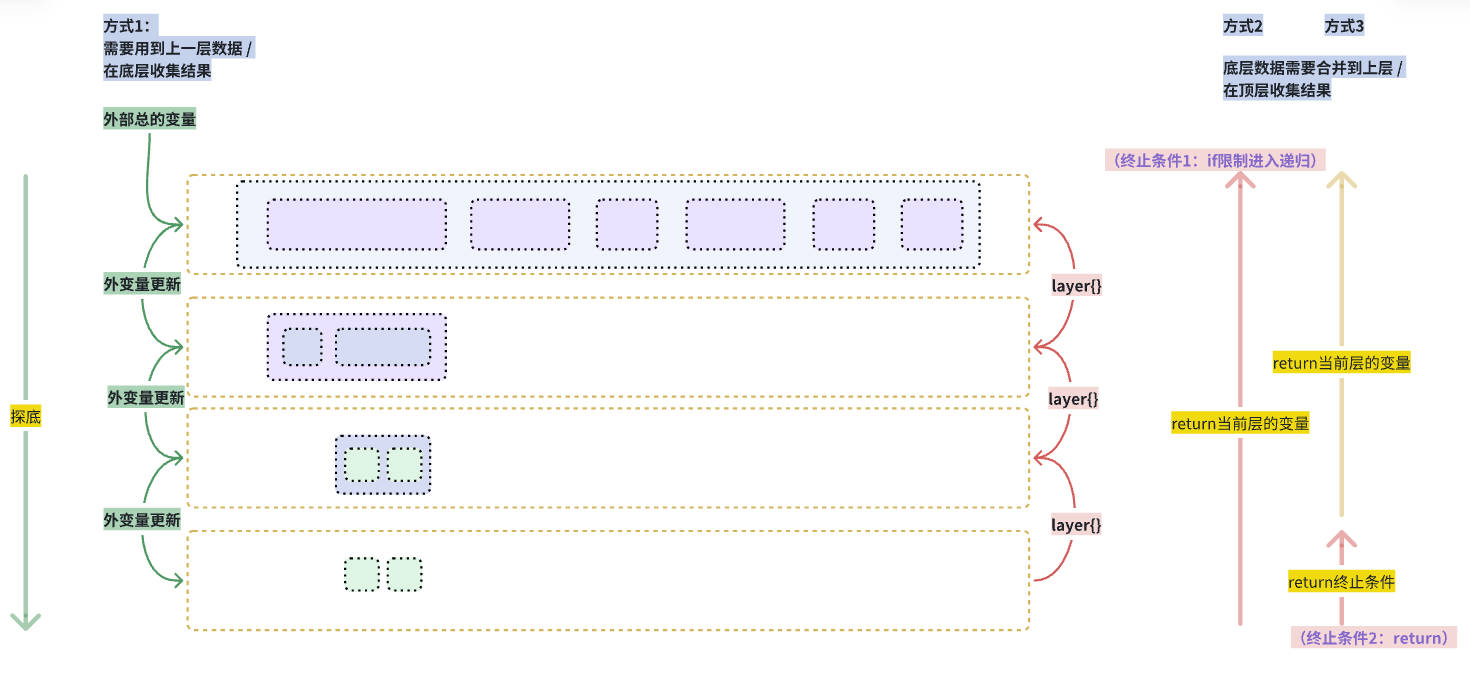 方式1：
需要用到上一层数据 /
在底层收集结果
方式2
方式3
底层数据需要合并到上层 /
在顶层收集结果
外部总的变量
（终止条件1：if限制进入递归）
外变量更新
layer{}
return当前层的变量
外变量更新
layer{}
探底
return当前层的变量
外变量更新
layer{}
return终止条件
（终止条件2：return）